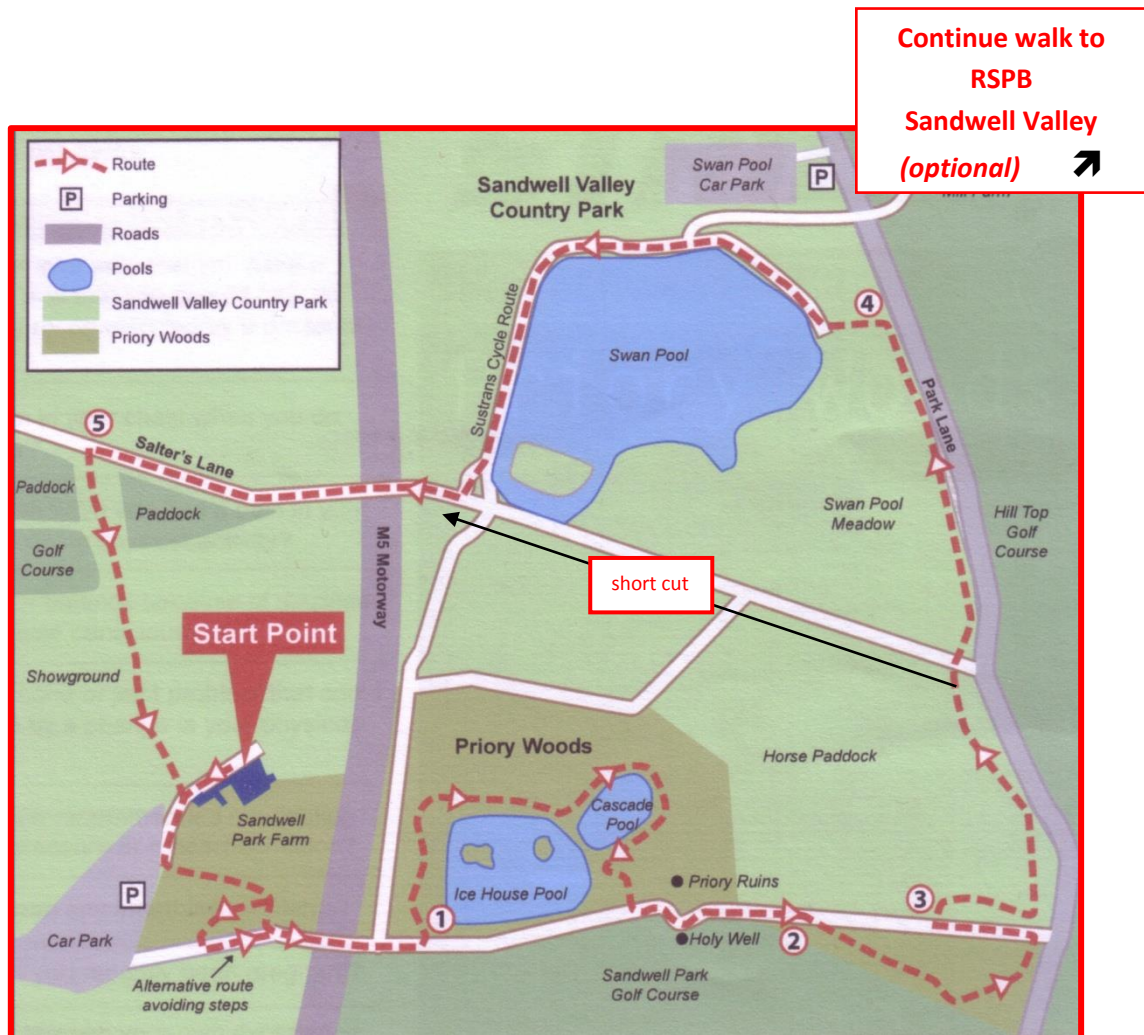 Continue walk to
RSPB
Sandwell Valley
(optional)
Route
P
Parking
Roads
Pools
Sandwell Valley Country Park
Priory Woods
Sandwell Valley
Country Park
Swan Pool
Car Park
P
Sustrans Cycle Route
Swan Pool
4
Park Lane
5
Salter's Lane
Paddock
Paddock
Golf
Course
M5 Motorway
Swan Pool
Meadow
Hill Top
Golf
Course
short cut
Start Point
Showground
Priory Woods
Horse Paddock
Sandwell
Park Farm
Cascade
Pool
Ice House Pool
Priory Ruins
P
1
3
Car Park
Holy Well
2
Alternative route
avoiding steps
Sandwell Park
Golf Course